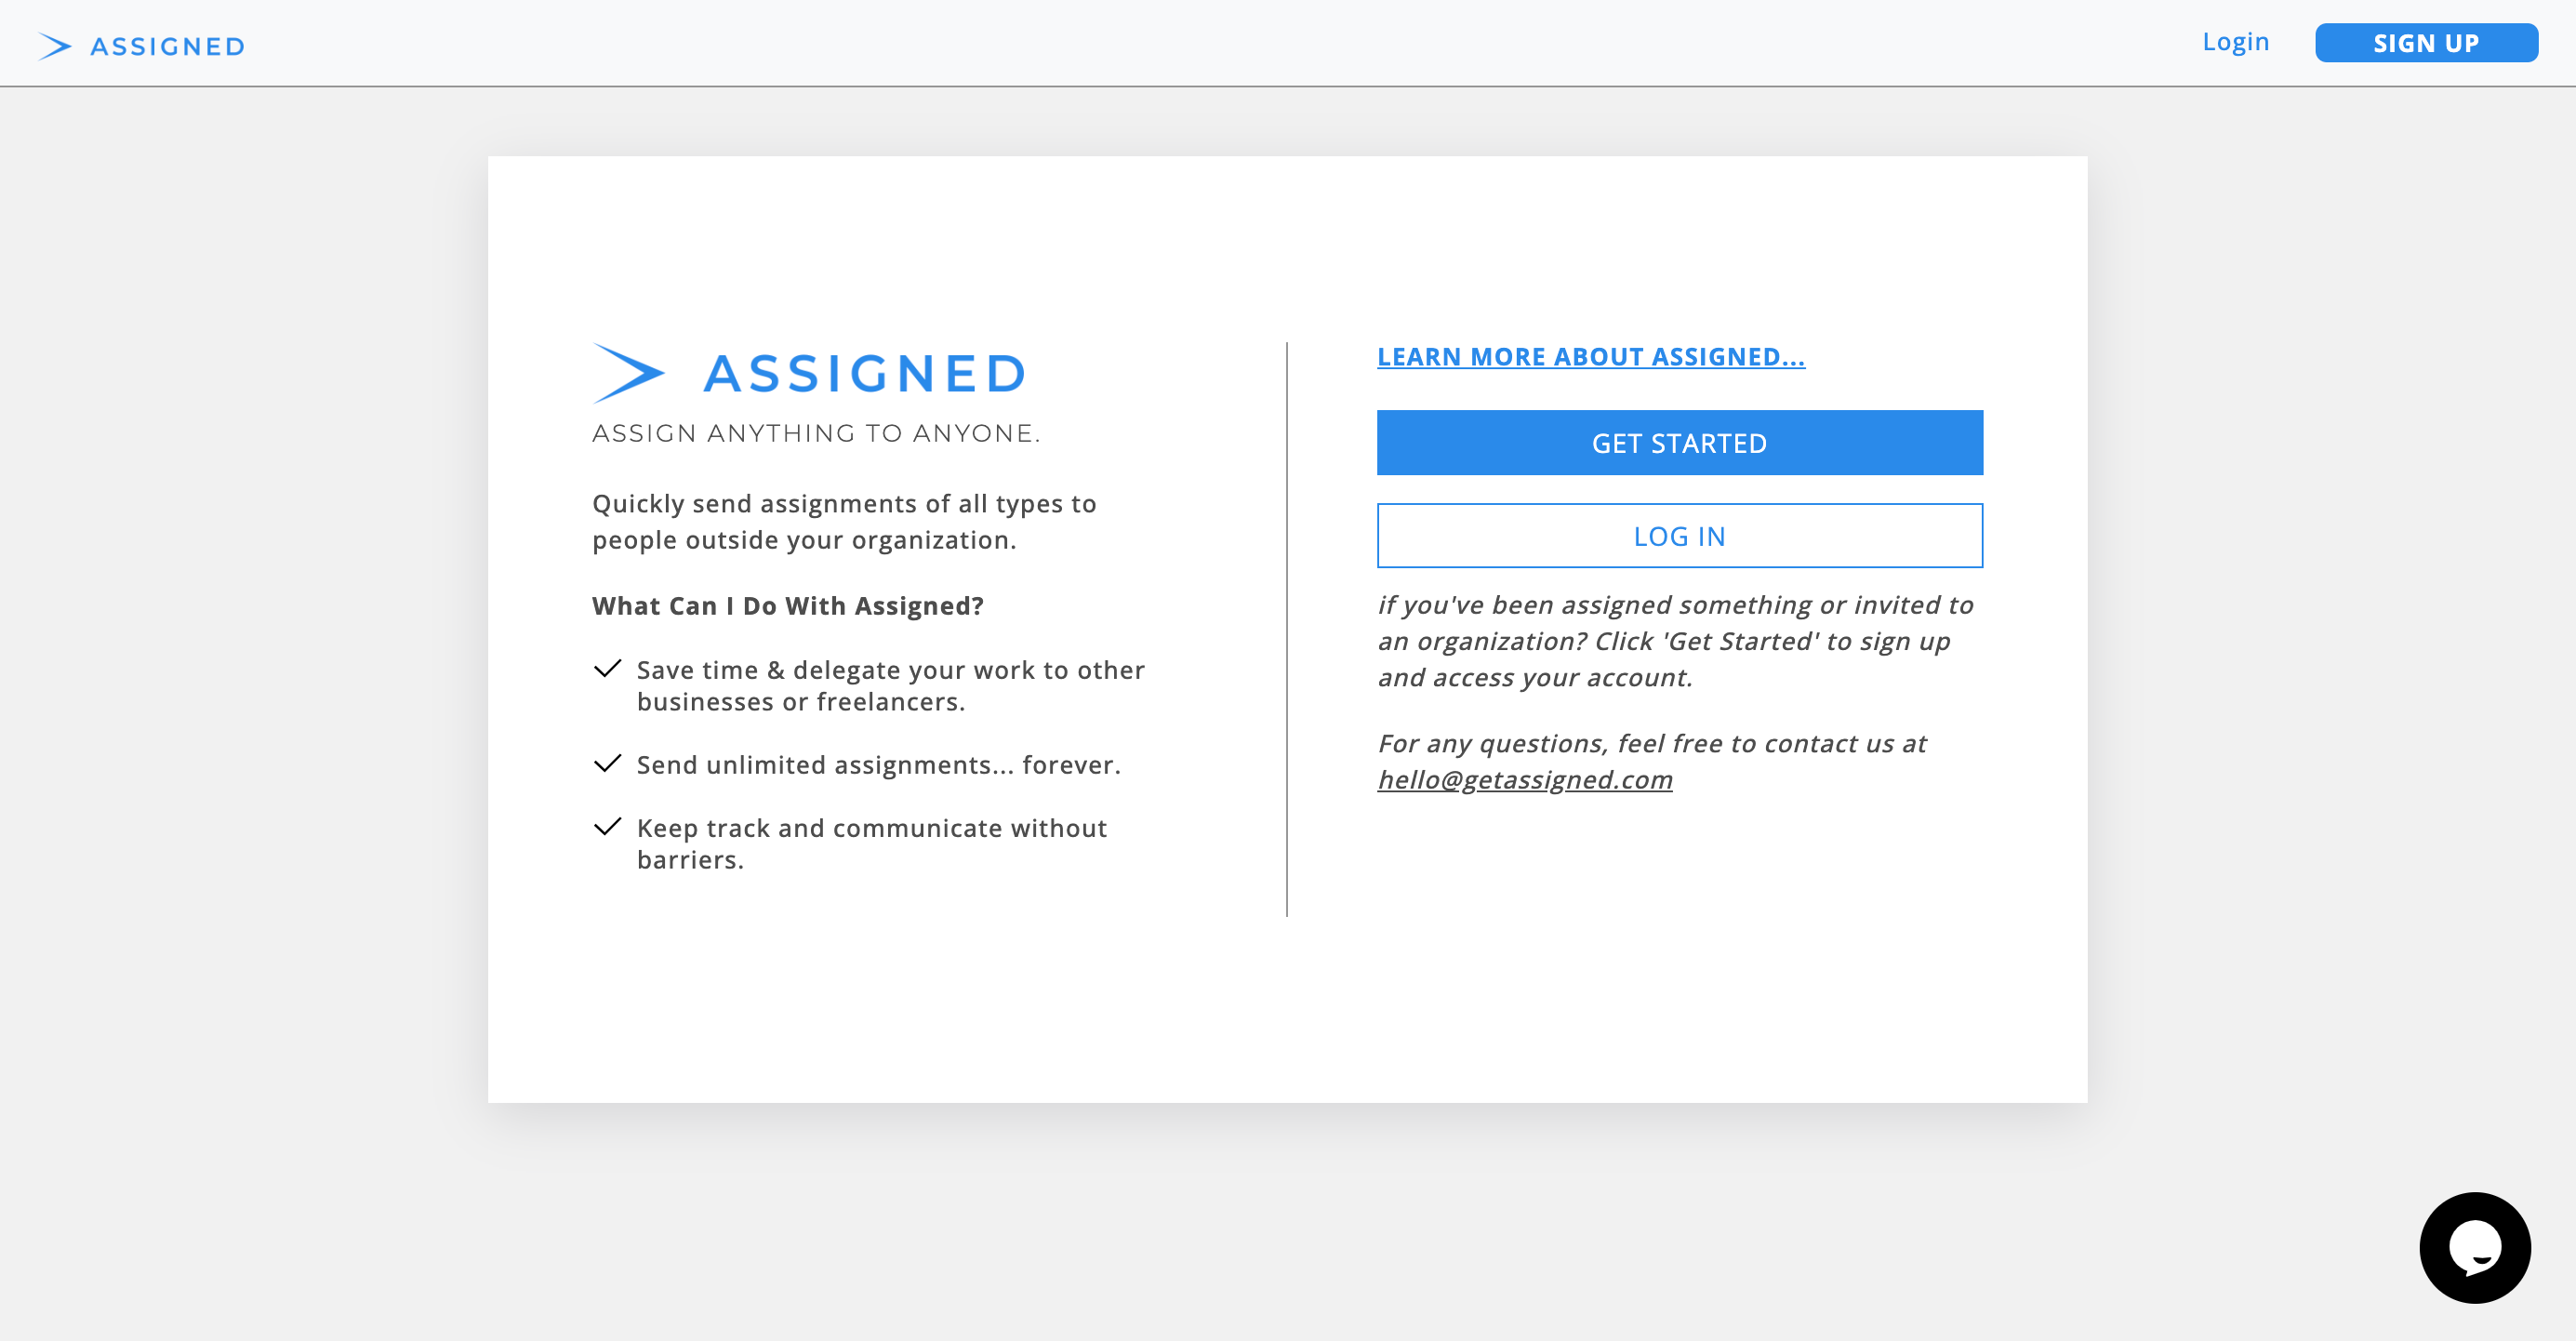 ASSIGNED
Login
SIGN UP
ASSIGNED
ASSIGN ANYTHING TO ANYONE.
Quickly send assignments of all types to
people outside your organization.
What Can I Do With Assigned?
Save time & delegate your work to other
businesses or freelancers.
Send unlimited assignments... forever.
Keep track and communicate without
barriers.
LEARN MORE ABOUT ASSIGNED...
GET STARTED
LOG IN
if you've been assigned something or invited to
an organization? Click 'Get Started' to sign up
and access your account.
For any questions, feel free to contact us at
hello@getassigned.com